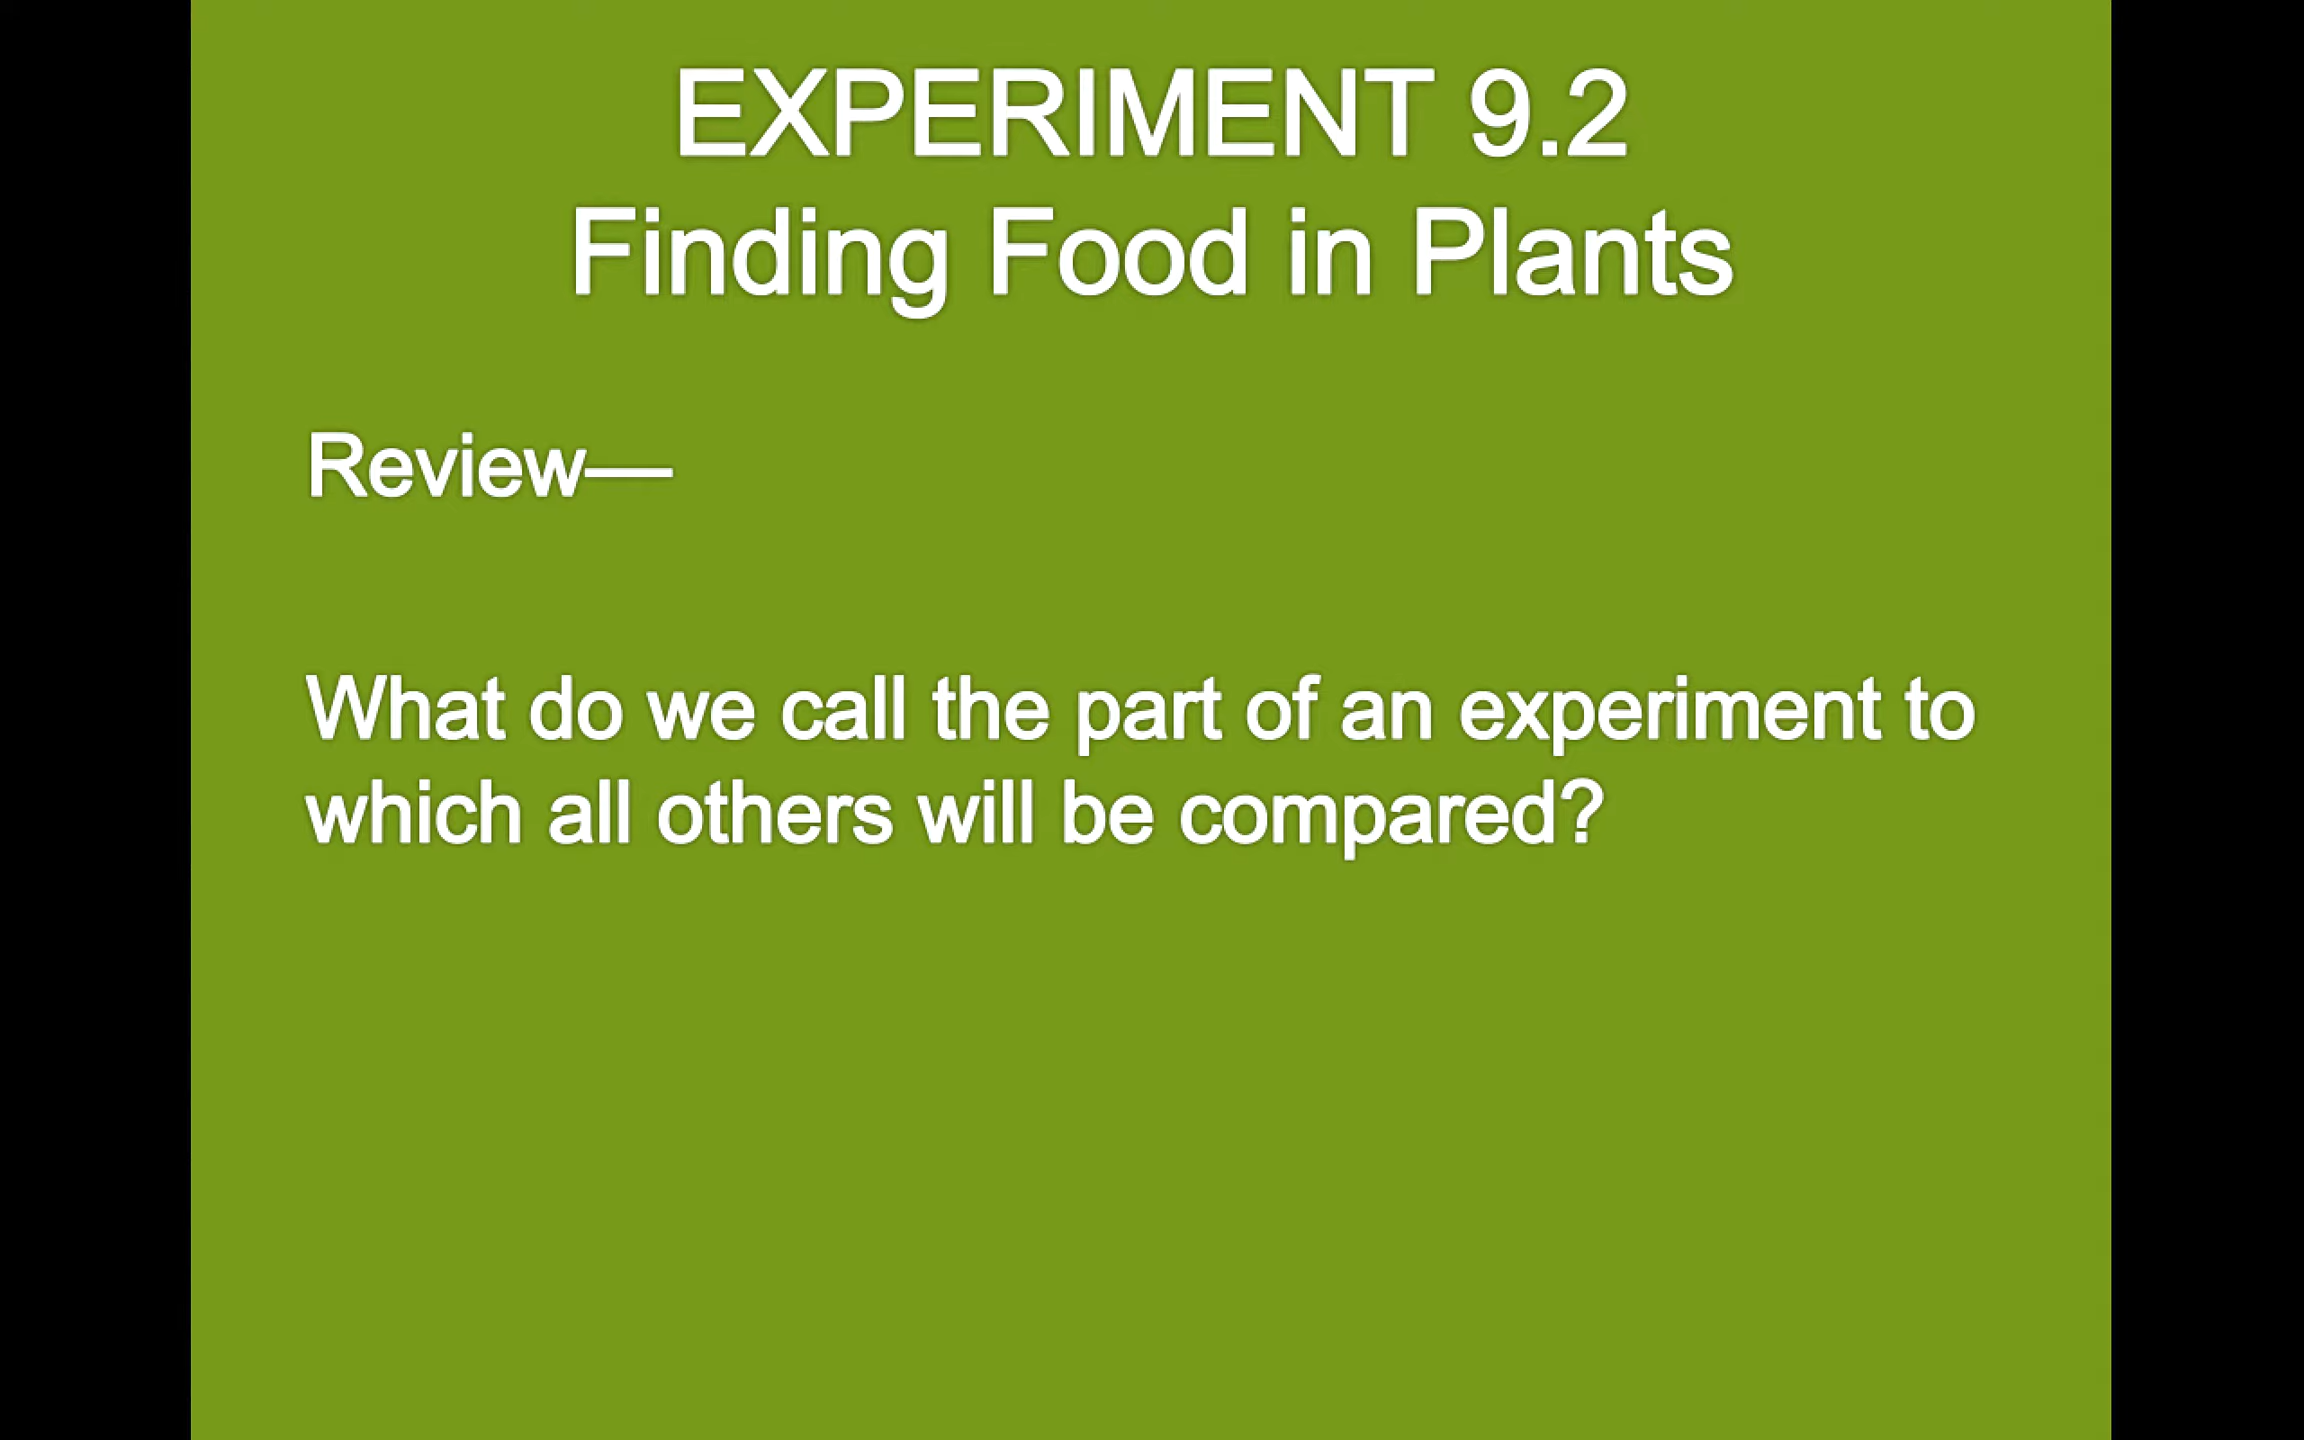 EXPERIMENT 9.2
Finding Food in Plants
Review—
What do we call the part of an experiment to
which all others will be compared?